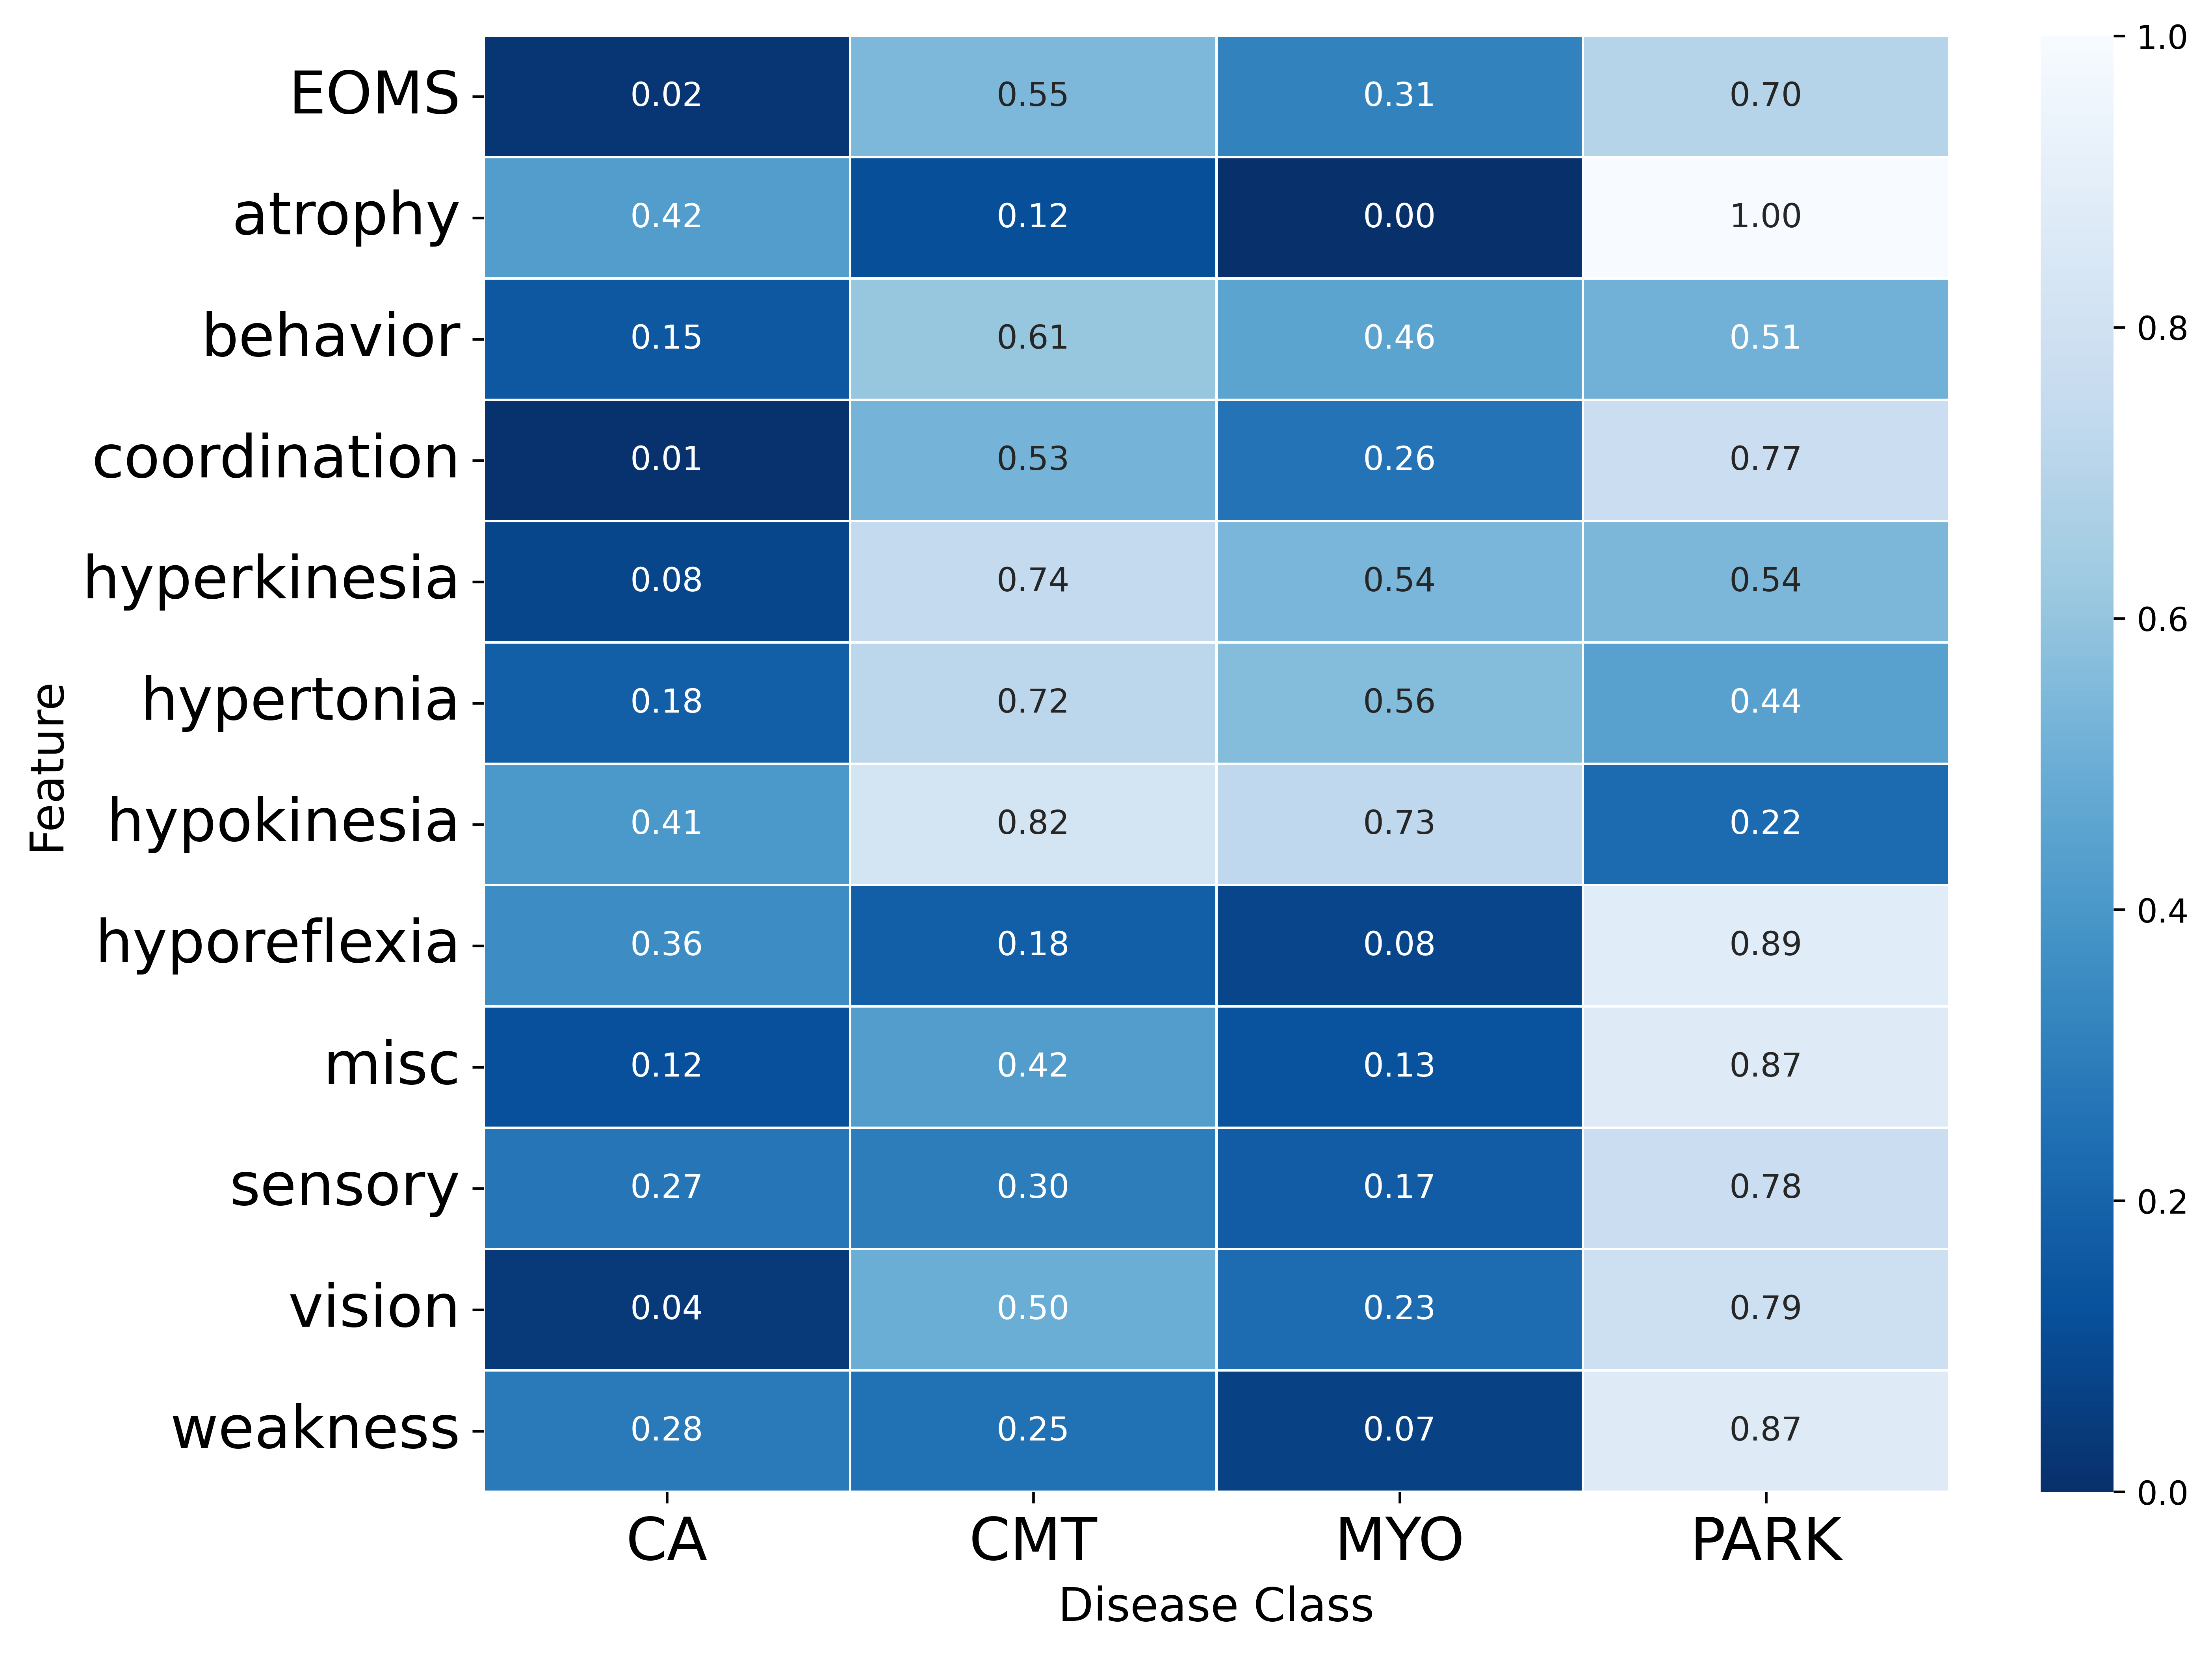 EOMS 0.02 0.55 0.31 0.70
atrophy 0.42 0.12 0.00 1.00
behavior 0.15 0.61 0.46 0.51
coordination 0.01 0.53 0.26 0.77
hyperkinesia 0.08 0.74 0.54 0.54
hypertonia 0.18 0.72 0.56 0.44
hypokinesia 0.41 0.82 0.73 0.22
hyporeflexia 0.36 0.18 0.08 0.89
misc 0.12 0.42 0.13 0.87
sensory 0.27 0.30 0.17 0.78
vision 0.04 0.50 0.23 0.79
weakness 0.28 0.25 0.07 0.87
Feature
CA CMT MYO PARK
Disease Class
1.0
0.8
0.6
0.4
0.2
0.0